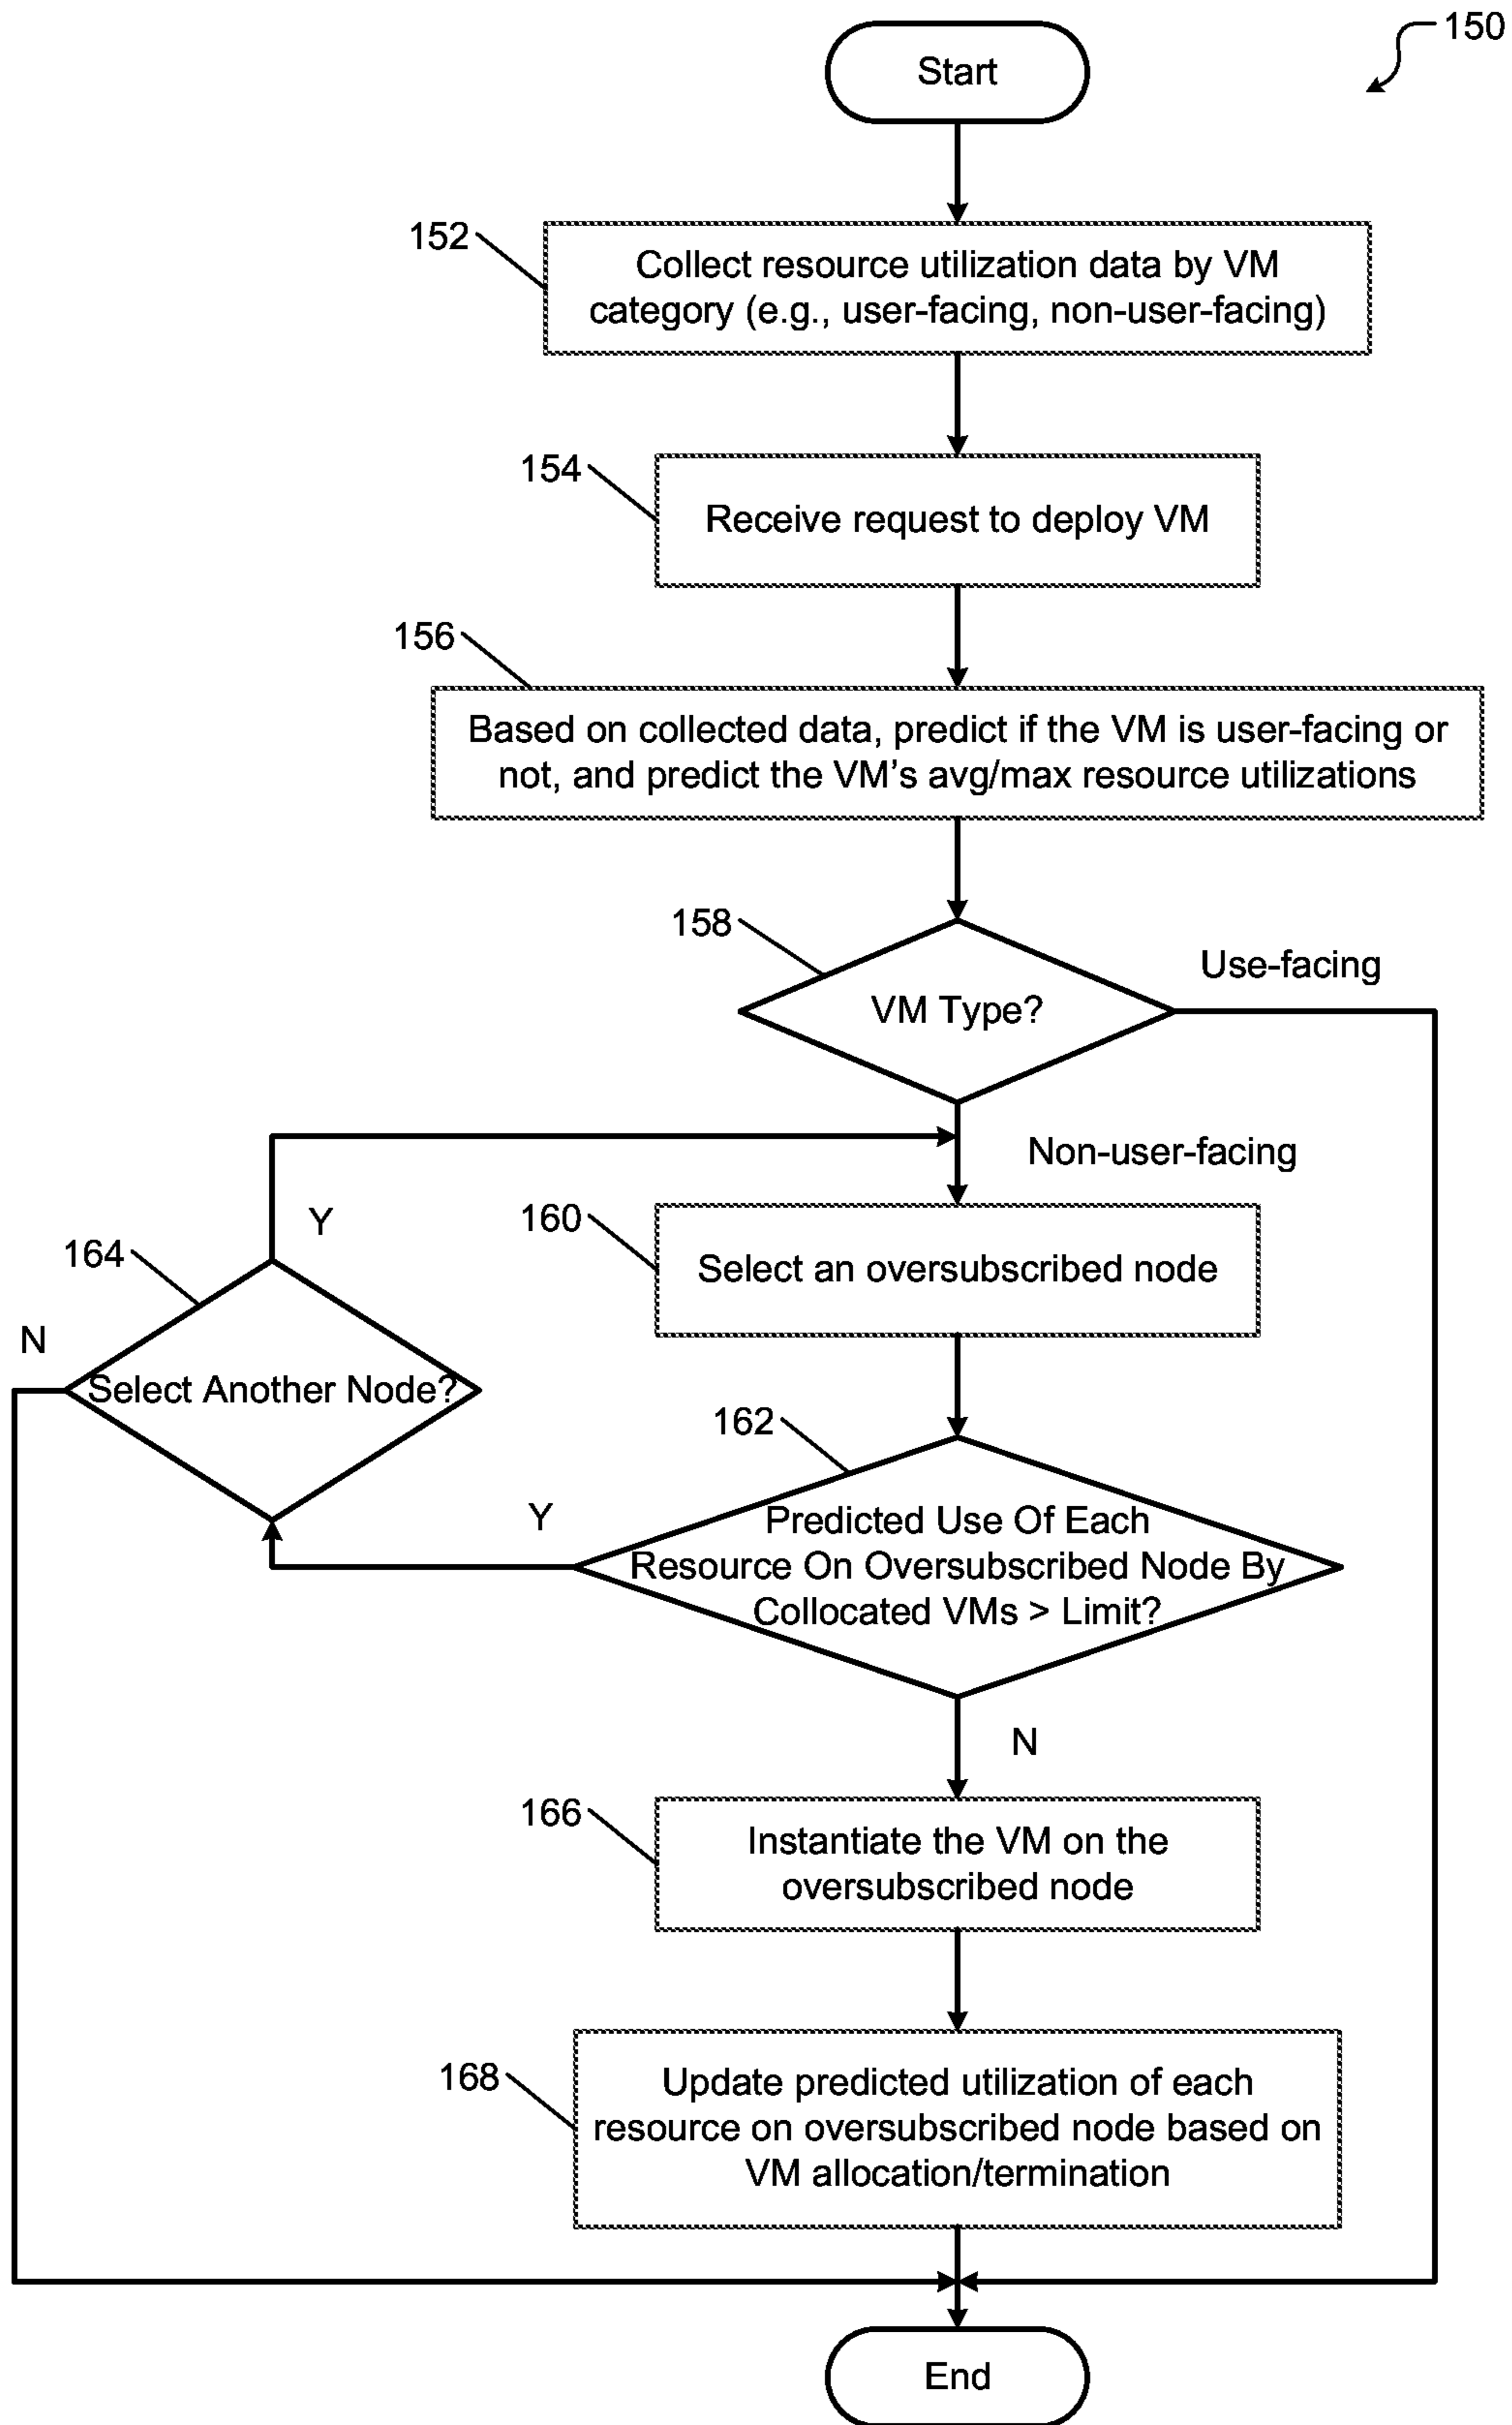 150
Start
152
Collect resource utilization data by VM
category (e.g., user-facing, non-user-facing)
154
Receive request to deploy VM
156
Based on collected data, predict if the VM is user-facing or
not, and predict the VM's avg/max resource utilizations
158
Use-facing
VM Type?
Non-user-facing
Y
160
164
Select an oversubscribed node
N
Select Another Node?
162
Y
Predicted Use Of Each
Resource On Oversubscribed Node By
Collocated VMs > Limit?
N
166
Instantiate the VM on the
oversubscribed node
168
Update predicted utilization of each
resource on oversubscribed node based on
VM allocation/termination
End